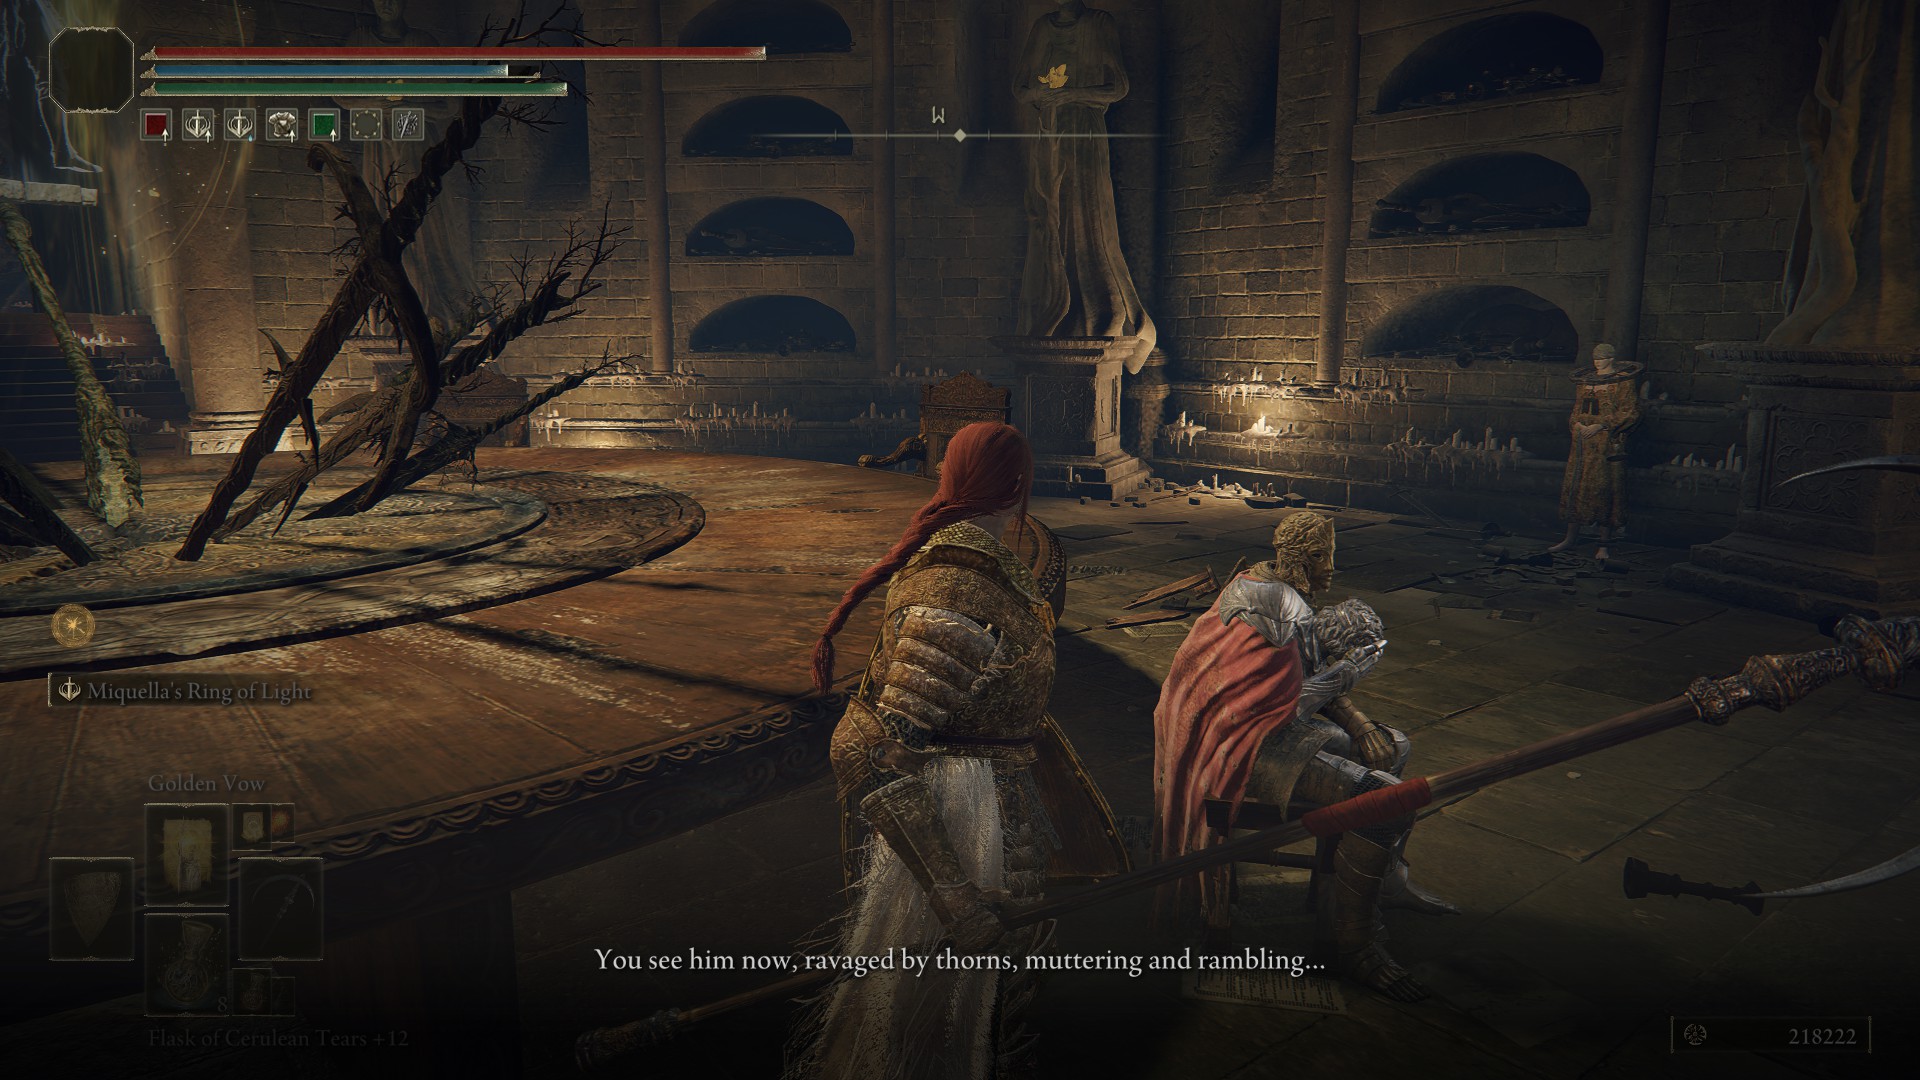 W
Miquella's Ring of Light
Golden Vow
8
Flask of Cerulean Tears +12
You see him now, ravaged by thorns, muttering and rambling...
218222